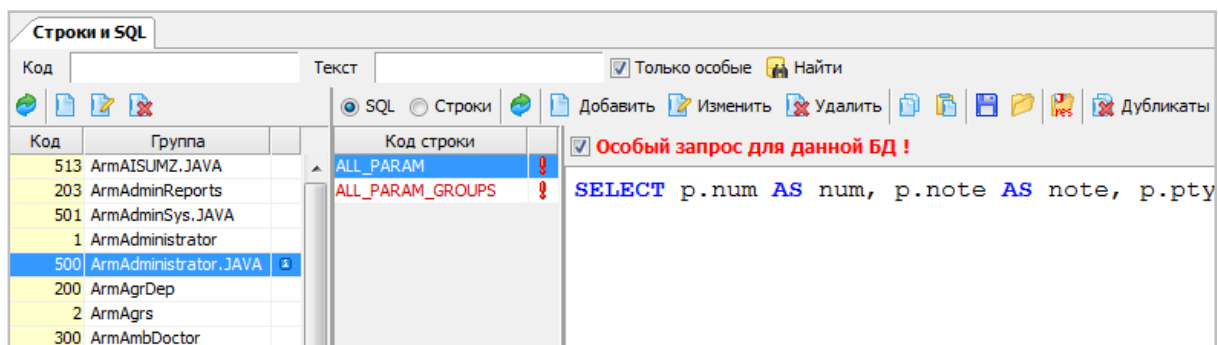 Строки и SQL
Код Текст Только особые Найти
SQL Строки Добавить Изменить Удалить res Дубликаты
Код Группа Код строки Особый запрос для данной БД !
513 ArmAISUMZ.JAVA ALL_PARAM SELECT p.num AS num, p.note AS note, p.pty
203 ArmAdminReports ALL_PARAM_GROUPS
501 ArmAdminSys.JAVA
1 ArmAdministrator
500 ArmAdministrator.JAVA
200 ArmAgrDep
2 ArmAgrs
300 ArmAmbDoctor